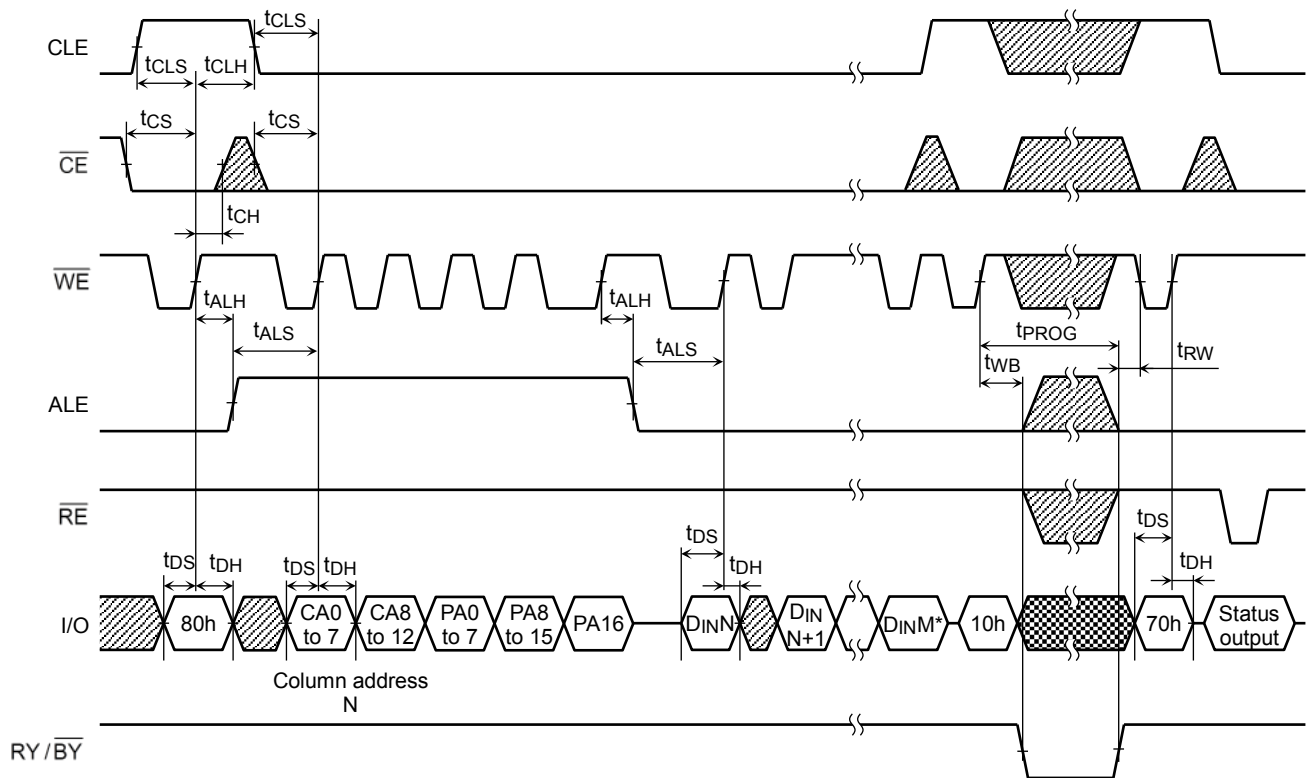 tCLS
CLE
tCLS tCLH
tCS tCS
CE
tCH
WE
tALH tALH
tALS tALS tPROG
tWB tRW
ALE
RE
tDS tDH tDS tDH tDS tDH tDS tDH
I/O 80h CA0 to 7 CA8 to 12 PA0 to 7 PA8 to 15 PA16 DINN DIN N+1 DINM* 10h 70h Status output
Column address
N
RY / BY